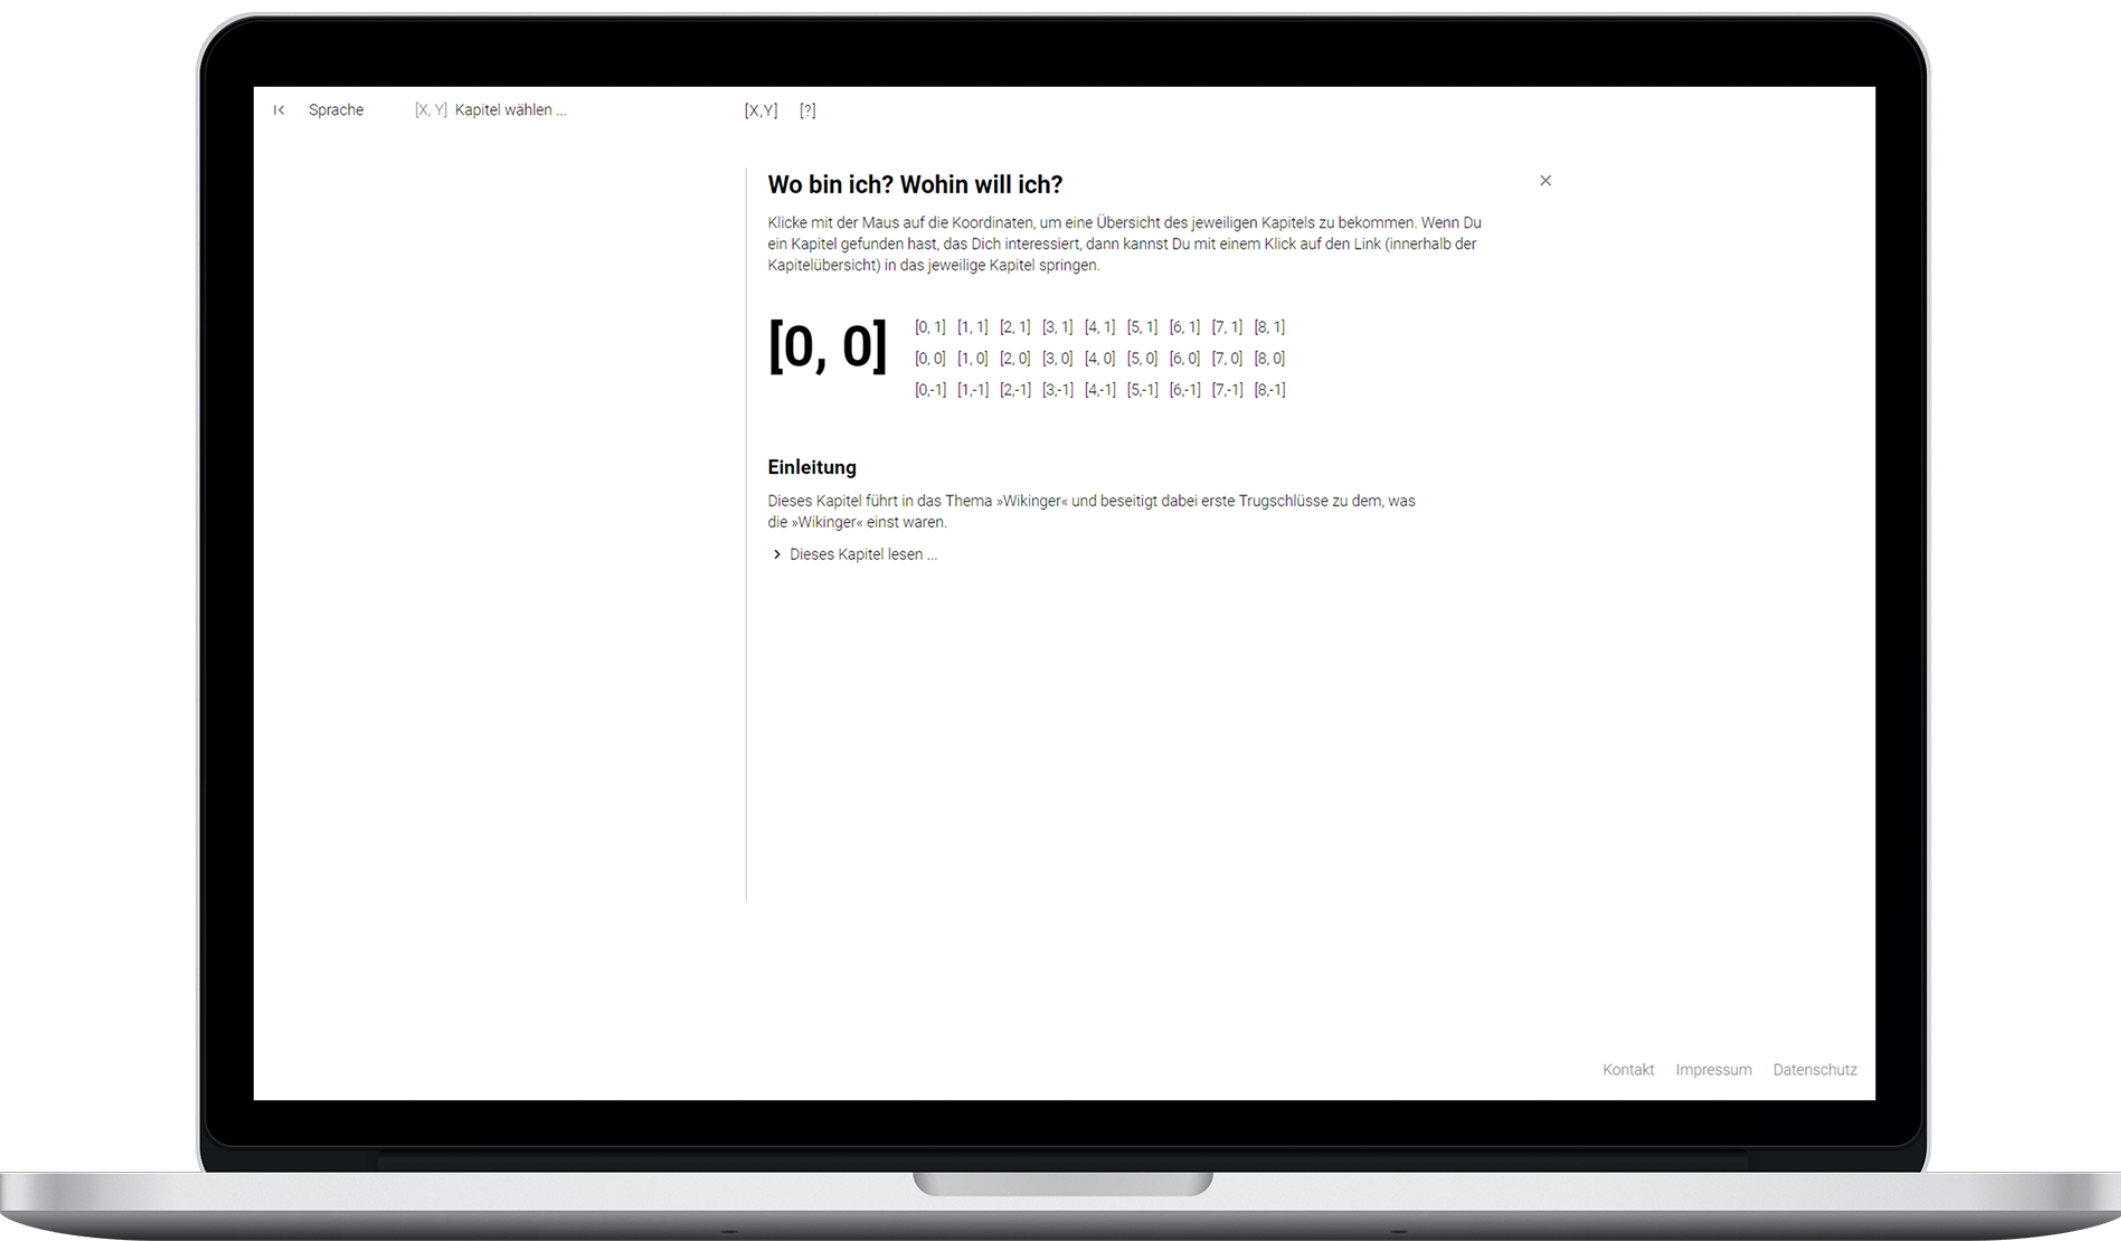 Sprache [X, Y] Kapitel wählen ... [X,Y] [?]
Wo bin ich? Wohin will ich?
Klicke mit der Maus auf die Koordinaten, um eine Übersicht des jeweiligen Kapitels zu bekommen. Wenn Du
ein Kapitel gefunden hast, das Dich interessiert, dann kannst Du mit einem Klick auf den Link (innerhalb der
Kapitelübersicht) in das jeweilige Kapitel springen.
[0, 0]
[0, 1] [1, 1] [2, 1] [3, 1] [4, 1] [5, 1] [6, 1] [7, 1] [8, 1]
[0, 0] [1, 0] [2, 0] [3, 0] [4, 0] [5, 0] [6, 0] [7, 0] [8, 0]
[0,-1] [1,-1] [2,-1] [3,-1] [4,-1] [5,-1] [6,-1] [7,-1] [8,-1]
Einleitung
Dieses Kapitel führt in das Thema »Wikinger« und beseitigt dabei erste Trugschlüsse zu dem, was
die »Wikinger« einst waren.
Dieses Kapitel lesen ...
Kontakt Impressum Datenschutz